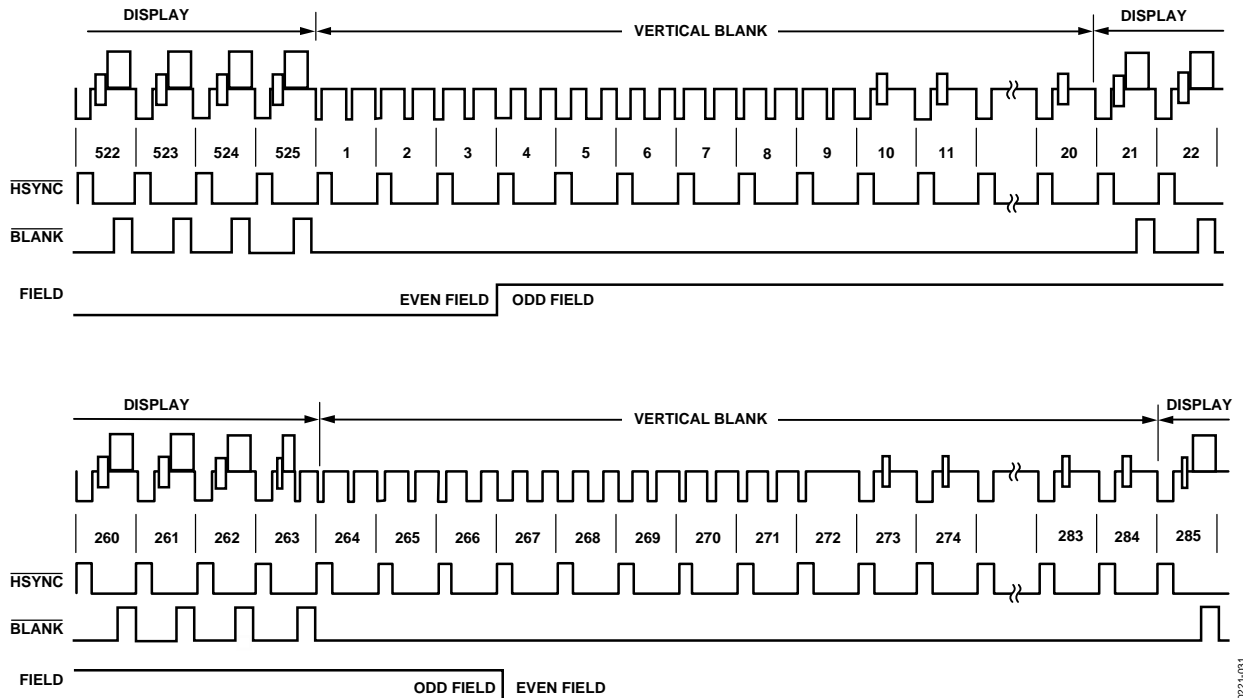 DISPLAY VERTICAL BLANK DISPLAY
522 523 524 525 1 2 3 4 5 6 7 8 9 10 11 20 21 22
HSYNC
BLANK
FIELD EVEN FIELD ODD FIELD
DISPLAY VERTICAL BLANK DISPLAY
260 261 262 263 264 265 266 267 268 269 270 271 272 273 274 283 284 285
HSYNC
BLANK
FIELD ODD FIELD EVEN FIELD